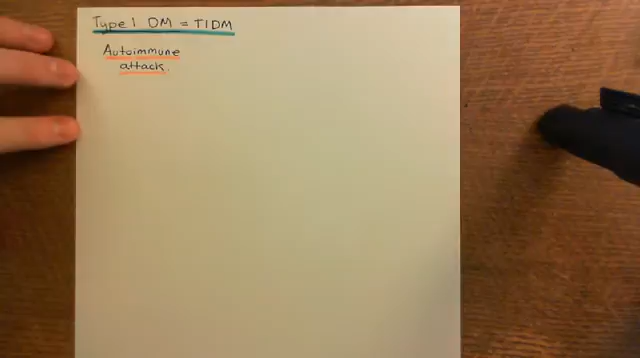 Type 1 DM = T1DM
Autoimmune
attack.